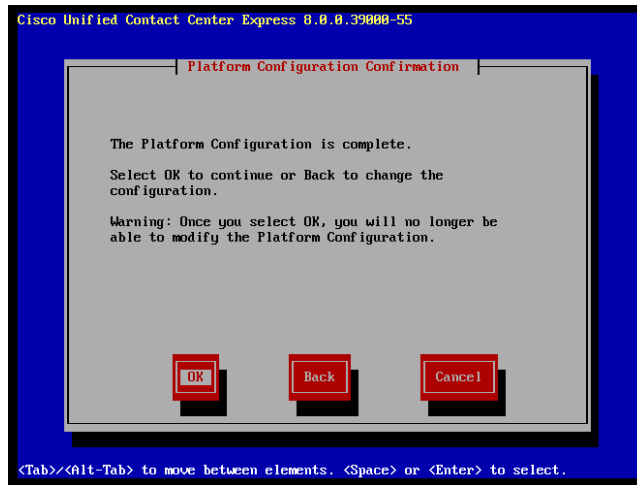 Cisco Unified Contact Center Express 8.0.0.39000-55
Platform Configuration Confirmation
The Platform Configuration is complete.
Select OK to continue or Back to change the
configuration.
Warning: Once you select OK, you will no longer be
able to modify the Platform Configuration.
OK
Back
Cancel
<Tab>/<Alt-Tab> to move between elements. <Space> or <Enter> to select.